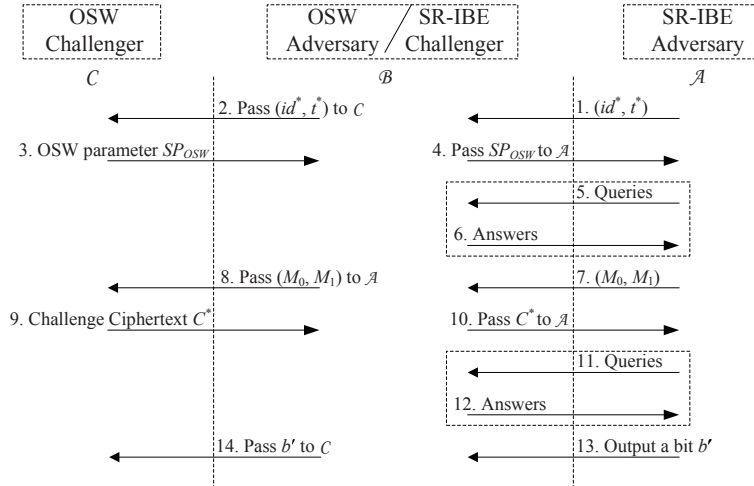 OSW
Challenger
OSW
Adversary
SR-IBE
Challenger
SR-IBE
Adversary
C
B
A
2. Pass (id*, t*) to C
1. (id*, t*)
3. OSW parameter SP_OSW
4. Pass SP_OSW to A
5. Queries
6. Answers
8. Pass (M₀, M₁) to A
7. (M₀, M₁)
9. Challenge Ciphertext C*
10. Pass C* to A
11. Queries
12. Answers
14. Pass b′ to C
13. Output a bit b′